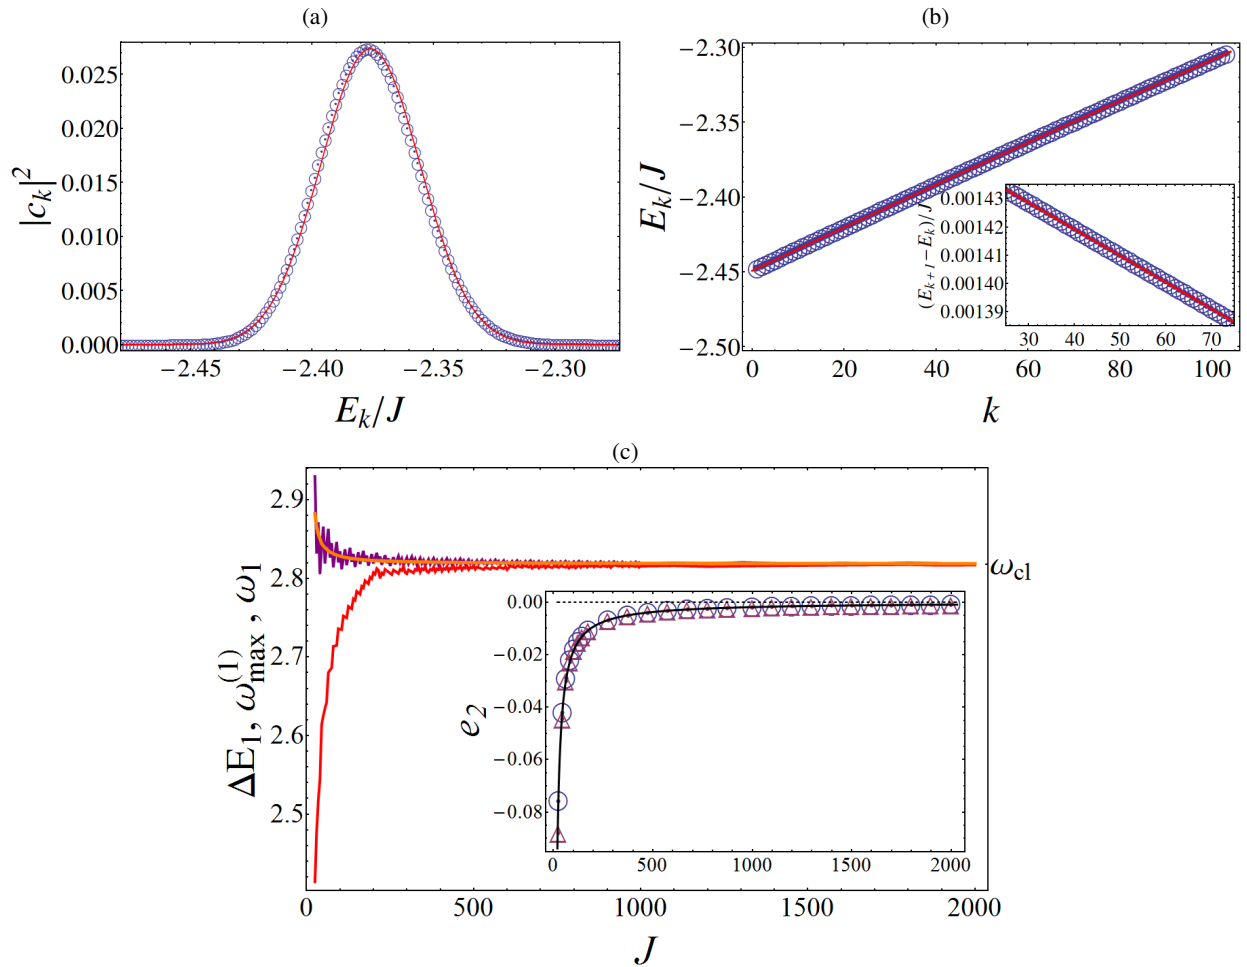 (a)
|c_k|^2
0.025
0.020
0.015
0.010
0.005
0.000
−2.45 −2.40 −2.35 −2.30
E_k/J
(b)
E_k/J
−2.30
−2.35
−2.40
−2.45
−2.50
0 20 40 60 80 100
k
(E_{k+1}−E_k)/J
0.00143
0.00142
0.00141
0.00140
0.00139
30 40 50 60 70
(c)
ΔE_1, ω_max^(1), ω_1
2.9
2.8
2.7
2.6
2.5
0 500 1000 1500 2000
J
ω_cl
e_2
0.00
−0.02
−0.04
−0.06
−0.08
0 500 1000 1500 2000